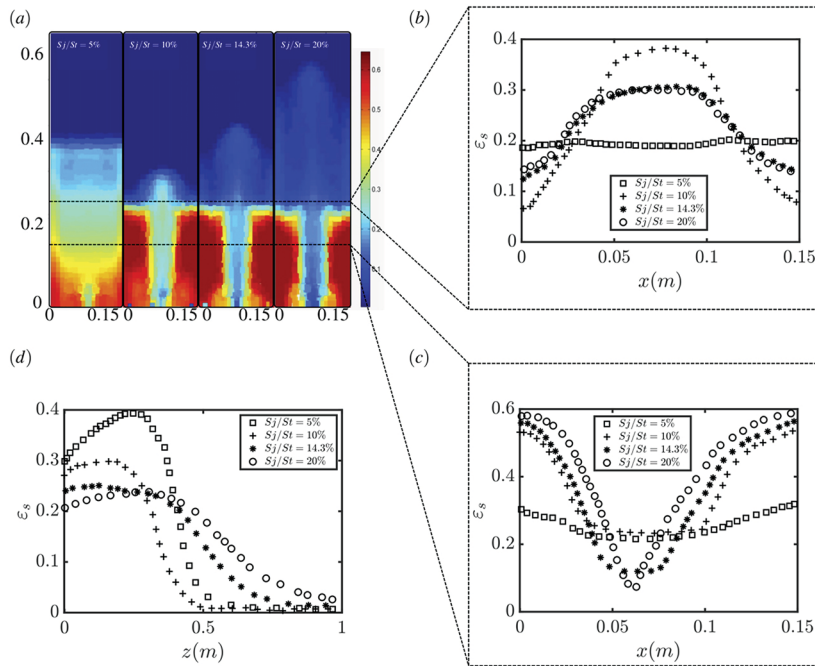 (a)
Sj/St = 5% Sj/St = 10% Sj/St = 14.3% Sj/St = 20%
0.6
0.4
0.2
0
0 0.15 0 0.15 0 0.15 0 0.15
0.6
0.5
0.4
0.3
0.2
0.1
(b)
0.4
0.3
0.2
0.1
0
εs
Sj/St = 5%
Sj/St = 10%
Sj/St = 14.3%
Sj/St = 20%
0 0.05 0.1 0.15
x(m)
(d)
0.4
0.3
0.2
0.1
0
εs
Sj/St = 5%
Sj/St = 10%
Sj/St = 14.3%
Sj/St = 20%
0 0.5 1
z(m)
(c)
0.6
0.4
0.2
0
εs
Sj/St = 5%
Sj/St = 10%
Sj/St = 14.3%
Sj/St = 20%
0 0.05 0.1 0.15
x(m)